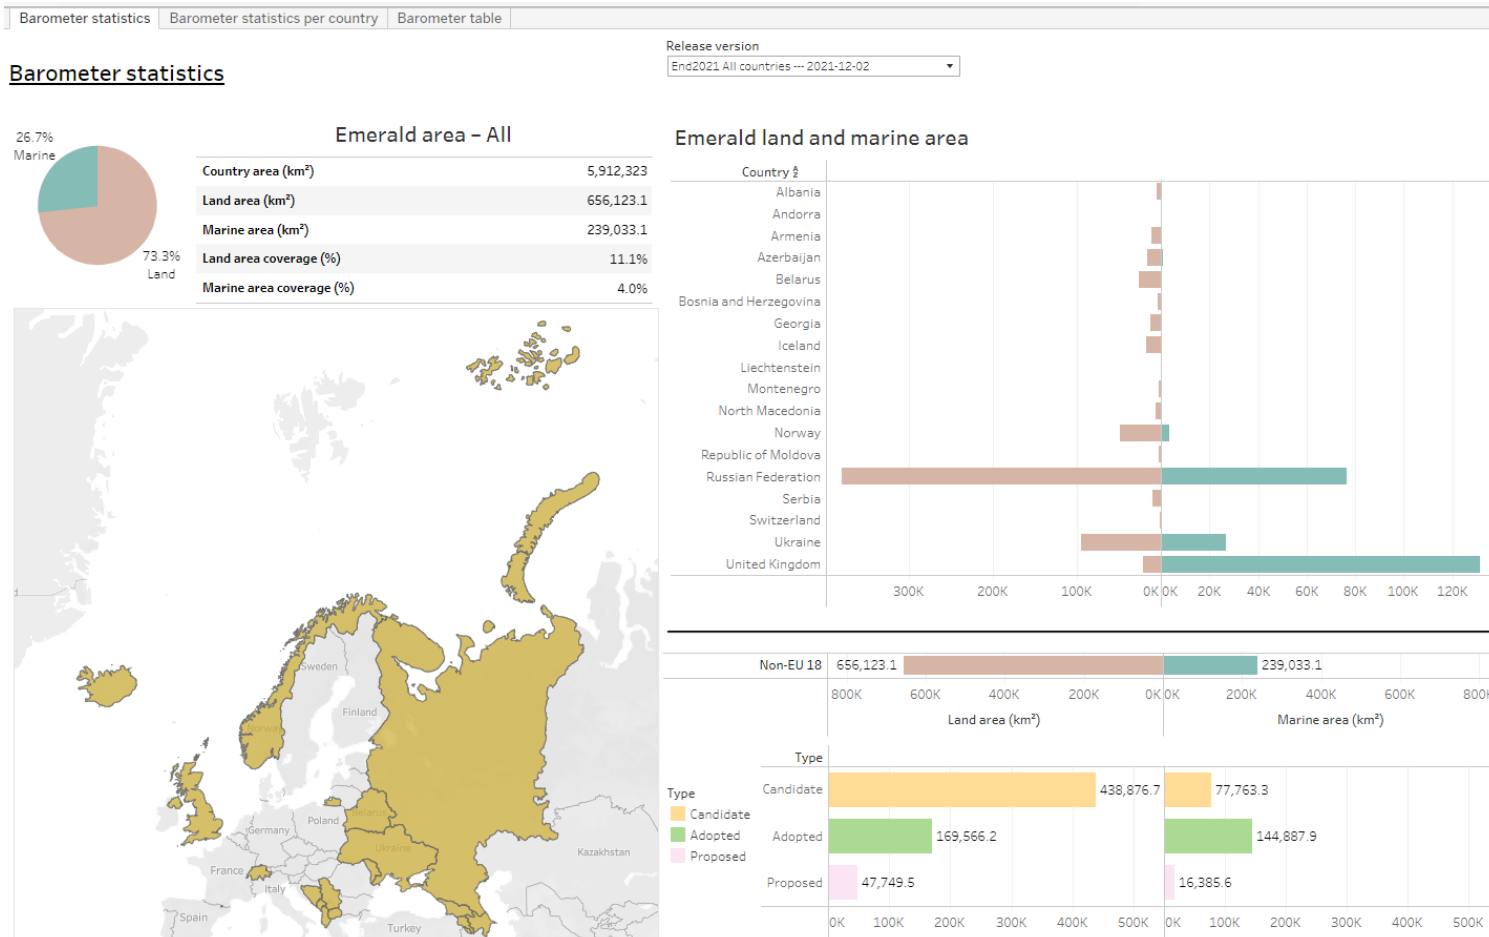 Barometer statistics
Barometer statistics per country
Barometer table
Release version
End2021 All countries --- 2021-12-02
Barometer statistics
26.7%
Marine
73.3%
Land
Emerald area – All
Country area (km²) 5,912,323
Land area (km²) 656,123.1
Marine area (km²) 239,033.1
Land area coverage (%) 11.1%
Marine area coverage (%) 4.0%
Sweden
Finland
Norway
Belarus
Poland
Germany
Ukraine
Kazakhstan
France
Italy
Spain
Turkey
Emerald land and marine area
Country
Albania
Andorra
Armenia
Azerbaijan
Belarus
Bosnia and Herzegovina
Georgia
Iceland
Liechtenstein
Montenegro
North Macedonia
Norway
Republic of Moldova
Russian Federation
Serbia
Switzerland
Ukraine
United Kingdom
300K 200K 100K 0K 0K 20K 40K 60K 80K 100K 120K
Non-EU 18 656,123.1 239,033.1
800K 600K 400K 200K 0K 0K 200K 400K 600K 800K
Land area (km²) Marine area (km²)
Type
Candidate 438,876.7 77,763.3
Adopted 169,566.2 144,887.9
Proposed 47,749.5 16,385.6
0K 100K 200K 300K 400K 500K 0K 100K 200K 300K 400K 500K
Type
Candidate
Adopted
Proposed